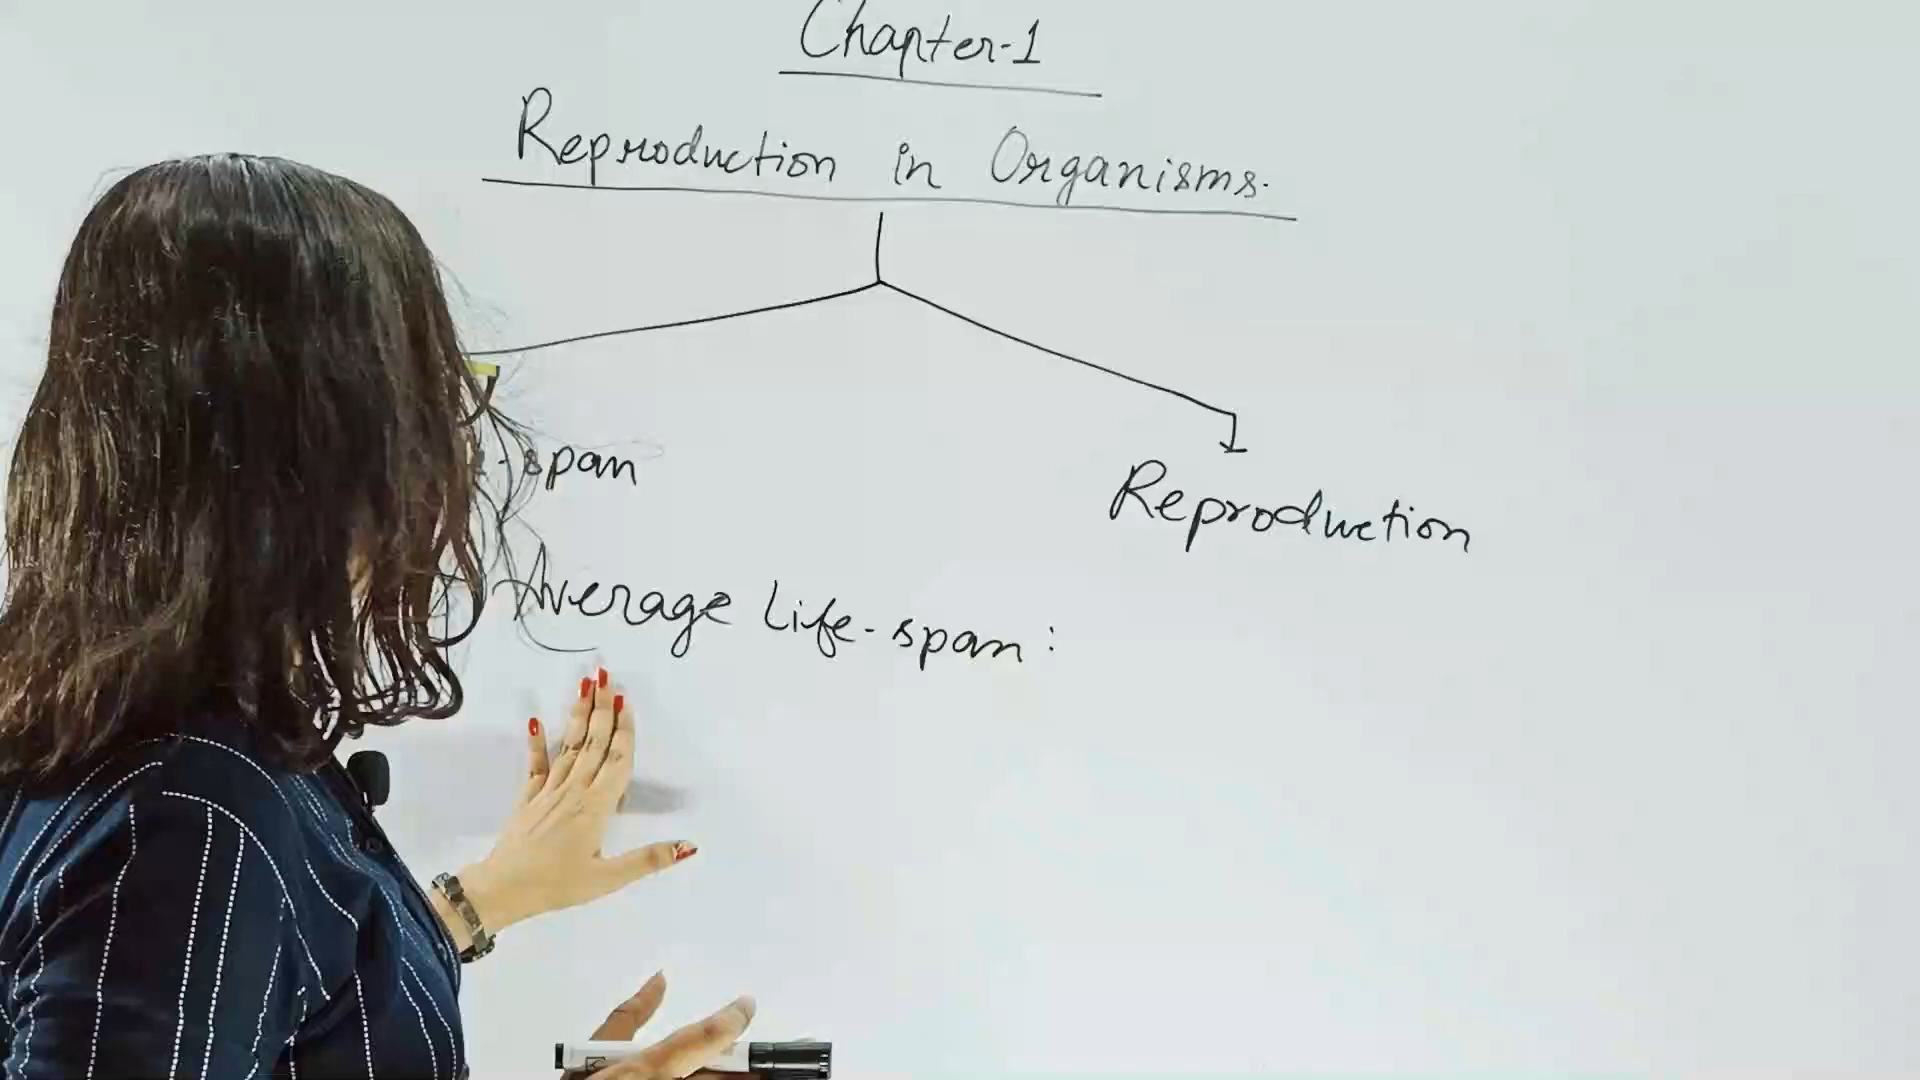 Chapter-1
Reproduction in Organisms.
-span
Reproduction
Average Life-span: